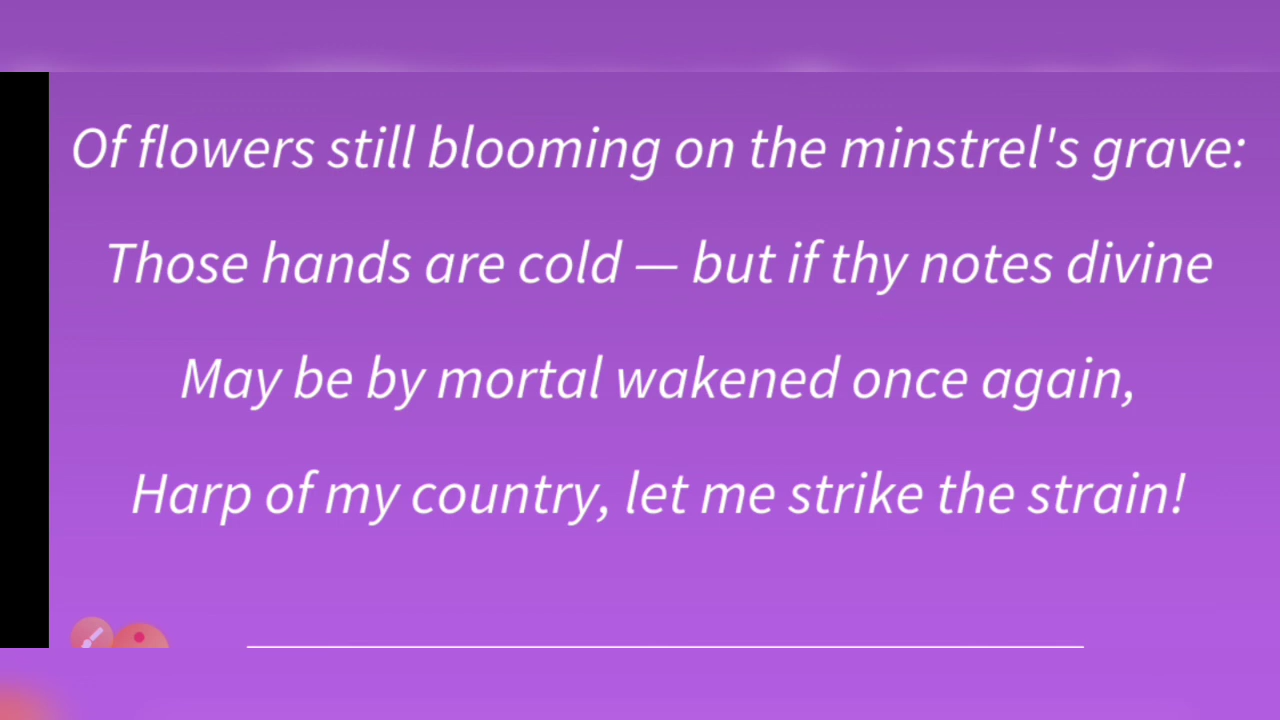 Of flowers still blooming on the minstrel's grave:
Those hands are cold — but if thy notes divine
May be by mortal wakened once again,
Harp of my country, let me strike the strain!